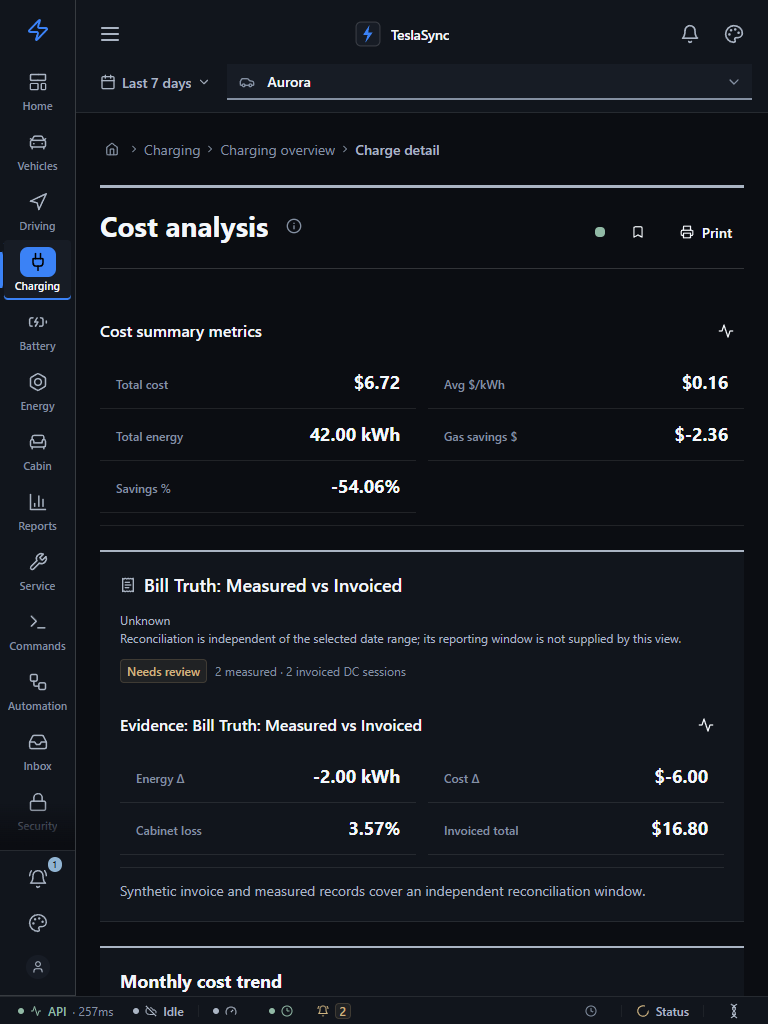 TeslaSync
Last 7 days
Aurora
Home
Vehicles
Driving
Charging
Battery
Energy
Cabin
Reports
Service
Commands
Automation
Inbox
Security
1
Charging > Charging overview > Charge detail
Cost analysis
Print
Cost summary metrics
Total cost $6.72
Avg $/kWh $0.16
Total energy 42.00 kWh
Gas savings $ $-2.36
Savings % -54.06%
Bill Truth: Measured vs Invoiced
Unknown
Reconciliation is independent of the selected date range; its reporting window is not supplied by this view.
Needs review 2 measured · 2 invoiced DC sessions
Evidence: Bill Truth: Measured vs Invoiced
Energy Δ -2.00 kWh
Cost Δ $-6.00
Cabinet loss 3.57%
Invoiced total $16.80
Synthetic invoice and measured records cover an independent reconciliation window.
Monthly cost trend
API · 257ms
Idle
2
Status